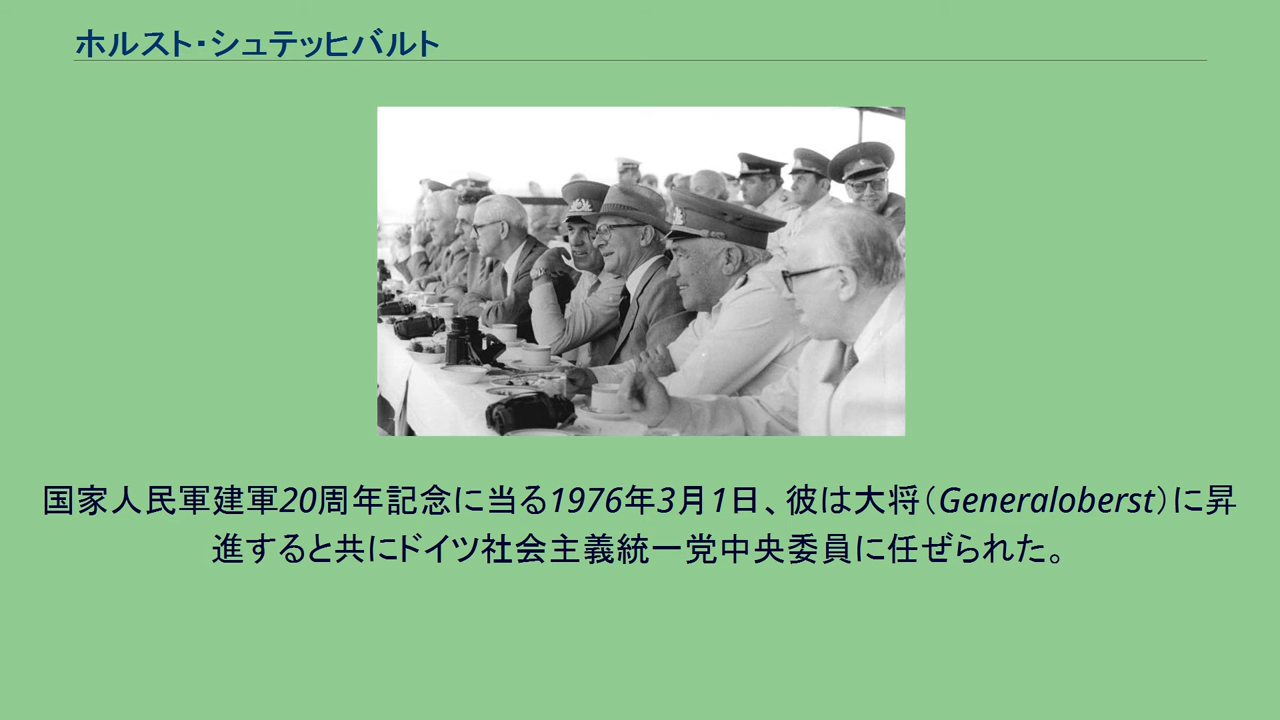 ホルスト・シュテッヒバルト
国家人民軍建軍20周年記念に当る1976年3月1日、彼は大将（Generaloberst）に昇
進すると共にドイツ社会主義統一党中央委員に任ぜられた。